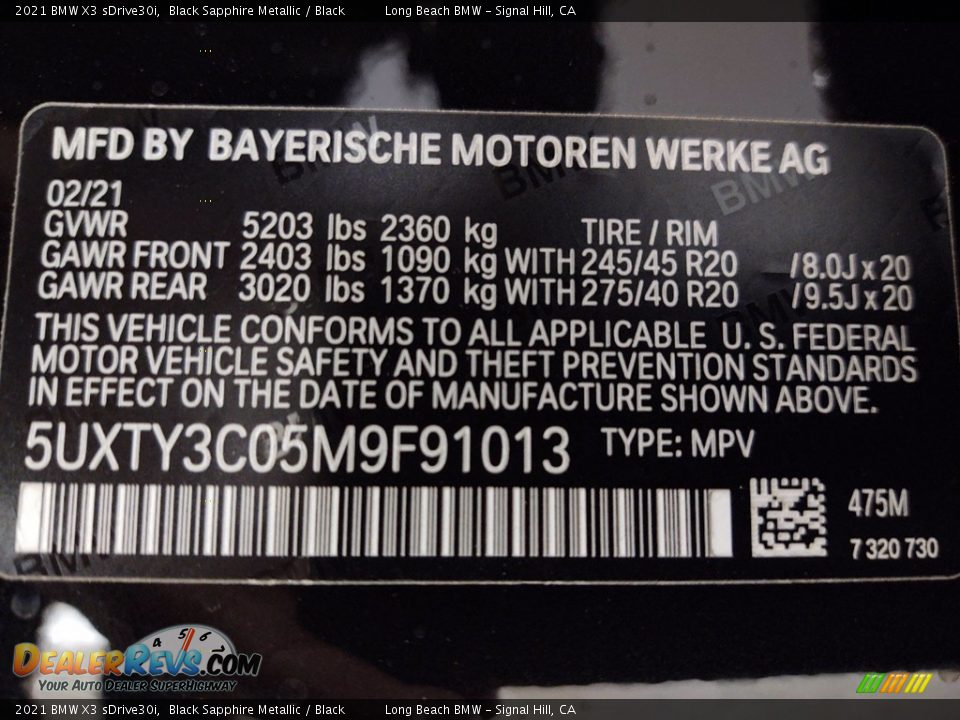 2021 BMW X3 sDrive30i, Black Sapphire Metallic / Black Long Beach BMW - Signal Hill, CA
MFD BY BAYERISCHE MOTOREN WERKE AG
02/21
GVWR 5203 lbs 2360 kg TIRE / RIM
GAWR FRONT 2403 lbs 1090 kg WITH 245/45 R20 /8.0J x 20
GAWR REAR 3020 lbs 1370 kg WITH 275/40 R20 /9.5J x 20
THIS VEHICLE CONFORMS TO ALL APPLICABLE U. S. FEDERAL
MOTOR VEHICLE SAFETY AND THEFT PREVENTION STANDARDS
IN EFFECT ON THE DATE OF MANUFACTURE SHOWN ABOVE.
5UXTY3C05M9F91013 TYPE: MPV
475M
7 320 730
4 5 6
DEALERREVS.COM
YOUR AUTO DEALER SUPERHIGHWAY
2021 BMW X3 sDrive30i, Black Sapphire Metallic / Black Long Beach BMW - Signal Hill, CA